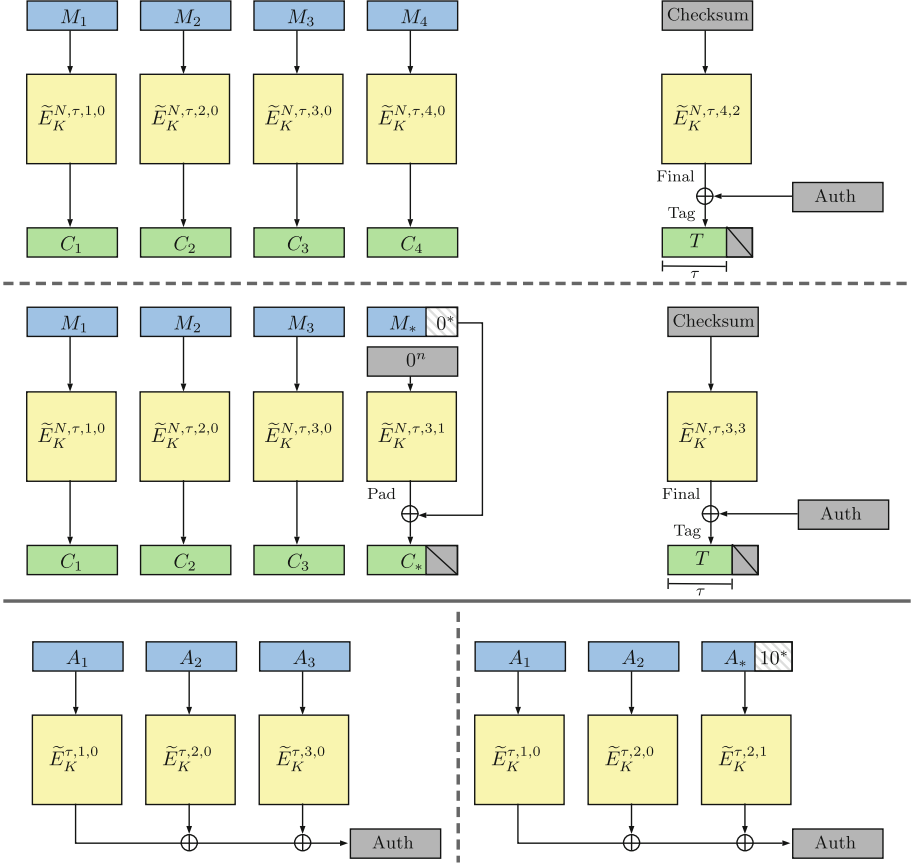 M₁ M₂ M₃ M₄ Checksum
Ẽ_K^{N,τ,1,0} Ẽ_K^{N,τ,2,0} Ẽ_K^{N,τ,3,0} Ẽ_K^{N,τ,4,0} Ẽ_K^{N,τ,4,2}
Final
Auth
Tag
C₁ C₂ C₃ C₄ T
τ
M₁ M₂ M₃ M_* 0* Checksum
0ⁿ
Ẽ_K^{N,τ,1,0} Ẽ_K^{N,τ,2,0} Ẽ_K^{N,τ,3,0} Ẽ_K^{N,τ,3,1} Ẽ_K^{N,τ,3,3}
Pad Final
Auth
Tag
C₁ C₂ C₃ C_* T
τ
A₁ A₂ A₃
Ẽ_K^{τ,1,0} Ẽ_K^{τ,2,0} Ẽ_K^{τ,3,0}
Auth
A₁ A₂ A_* 10*
Ẽ_K^{τ,1,0} Ẽ_K^{τ,2,0} Ẽ_K^{τ,2,1}
Auth